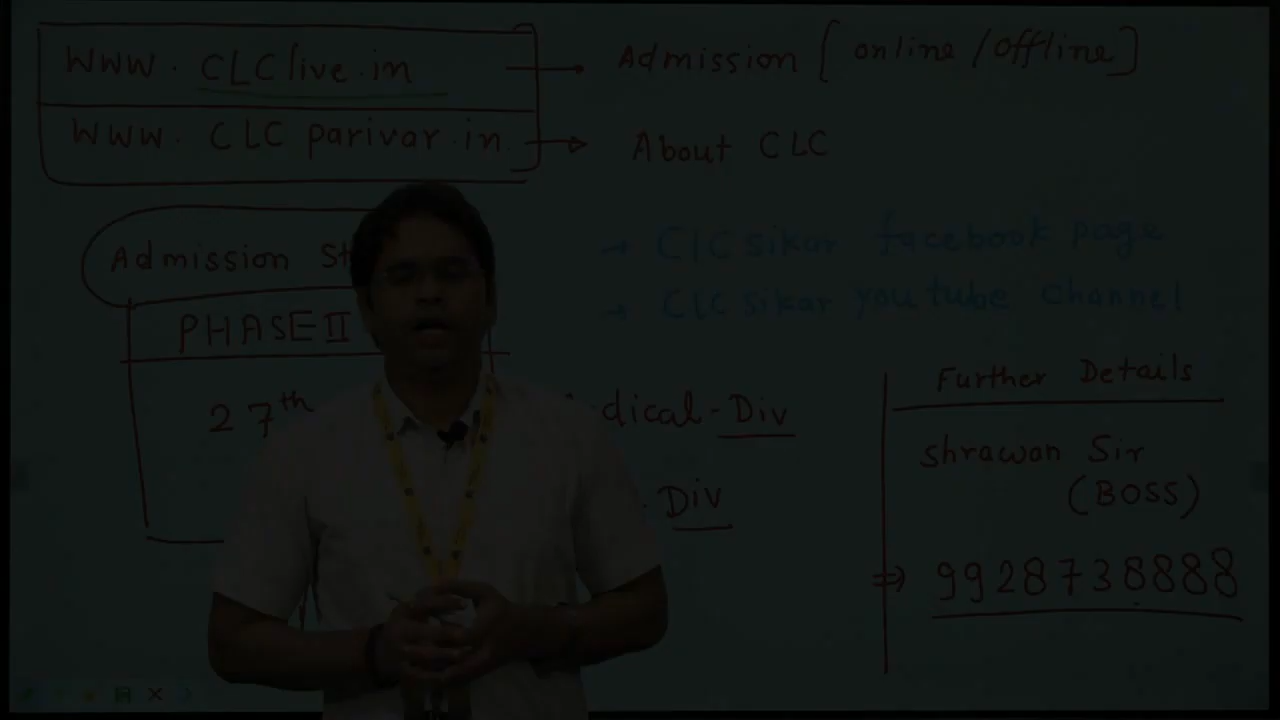 www. CLClive.in → Admission [online/offline]
www. CLC parivar.in → About CLC
Admission
→ CLC sikar facebook page
→ CLC sikar youtube channel
PHASE II
Further Details
27th dical-Div
Shrawan Sir
(BOSS)
. Div
⇒ 9928738888